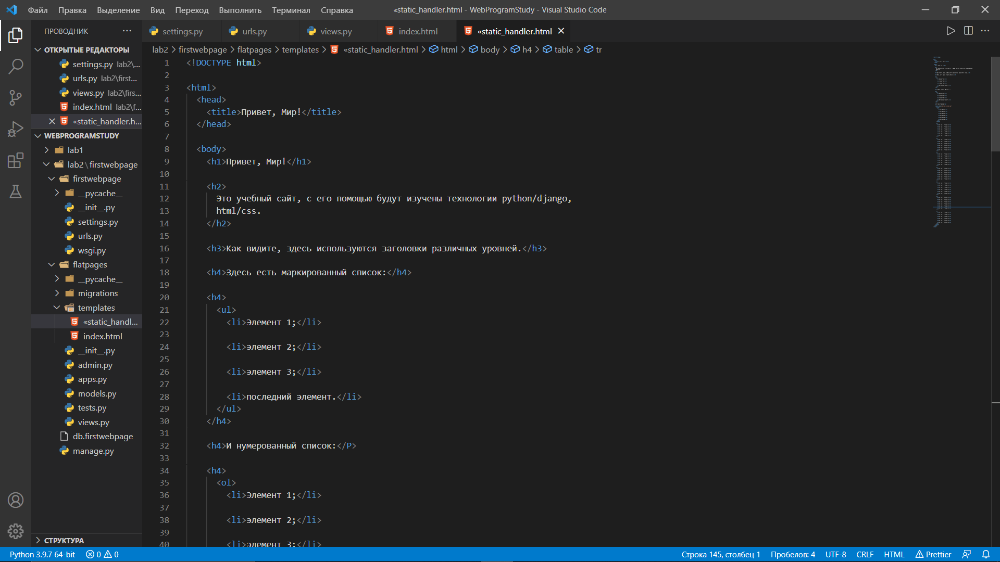 Файл Правка Выделение Вид Переход Выполнить Терминал Справка
«static_handler.html - WebProgramStudy - Visual Studio Code
ПРОВОДНИК
ОТКРЫТЫЕ РЕДАКТОРЫ
settings.py lab2\...
urls.py lab2\first...
views.py lab2\firs...
index.html lab2\f...
«static_handler.h...
WEBPROGRAMSTUDY
lab1
lab2\firstwebpage
firstwebpage
__pycache__
__init__.py
settings.py
urls.py
wsgi.py
flatpages
__pycache__
migrations
templates
«static_handl...
index.html
__init__.py
admin.py
apps.py
models.py
tests.py
views.py
db.firstwebpage
manage.py
СТРУКТУРА
settings.py urls.py views.py index.html «static_handler.html
lab2 > firstwebpage > flatpages > templates > «static_handler.html > html > body > h4 > table > tr
1 <!DOCTYPE html>
2
3 <html>
4 <head>
5 <title>Привет, Мир!</title>
6 </head>
7
8 <body>
9 <h1>Привет, Мир!</h1>
10
11 <h2>
12 Это учебный сайт, с его помощью будут изучены технологии python/django,
13 html/css.
14 </h2>
15
16 <h3>Как видите, здесь используются заголовки различных уровней.</h3>
17
18 <h4>Здесь есть маркированный список:</h4>
19
20 <h4>
21 <ul>
22 <li>Элемент 1;</li>
23
24 <li>элемент 2;</li>
25
26 <li>элемент 3;</li>
27
28 <li>последний элемент.</li>
29 </ul>
30 </h4>
31
32 <h4>И нумерованный список:</P>
33
34 <h4>
35 <ol>
36 <li>Элемент 1;</li>
37
38 <li>элемент 2;</li>
39
40 <li>элемент 3;</li>
Python 3.9.7 64-bit 0 0 Строка 145, столбец 1 Пробелов: 4 UTF-8 CRLF HTML Prettier